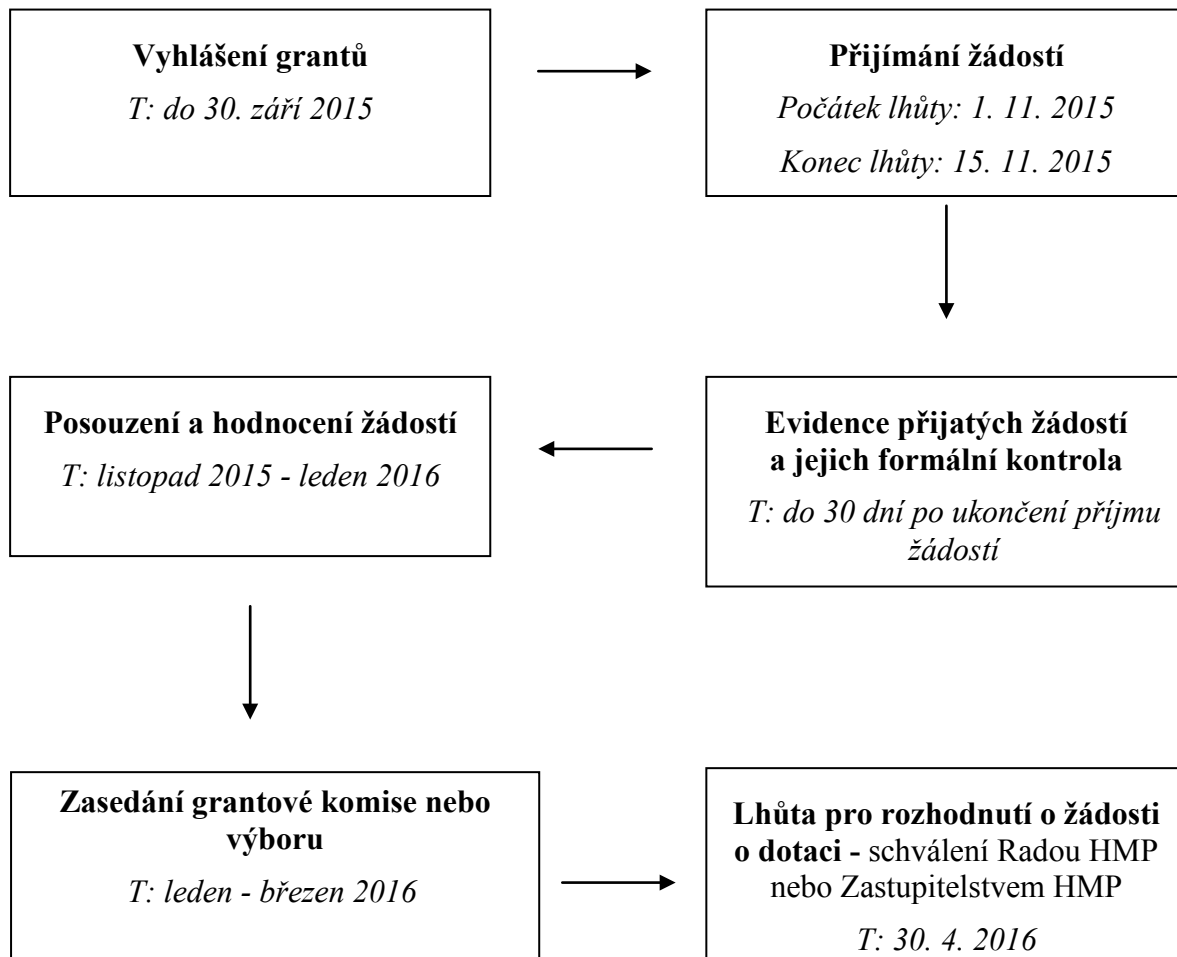 Vyhlášení grantů
T: do 30. září 2015
Přijímání žádostí
Počátek lhůty: 1. 11. 2015
Konec lhůty: 15. 11. 2015
Evidence přijatých žádostí
a jejich formální kontrola
T: do 30 dní po ukončení příjmu
žádostí
Posouzení a hodnocení žádostí
T: listopad 2015 - leden 2016
Zasedání grantové komise nebo
výboru
T: leden - březen 2016
Lhůta pro rozhodnutí o žádosti
o dotaci - schválení Radou HMP
nebo Zastupitelstvem HMP
T: 30. 4. 2016